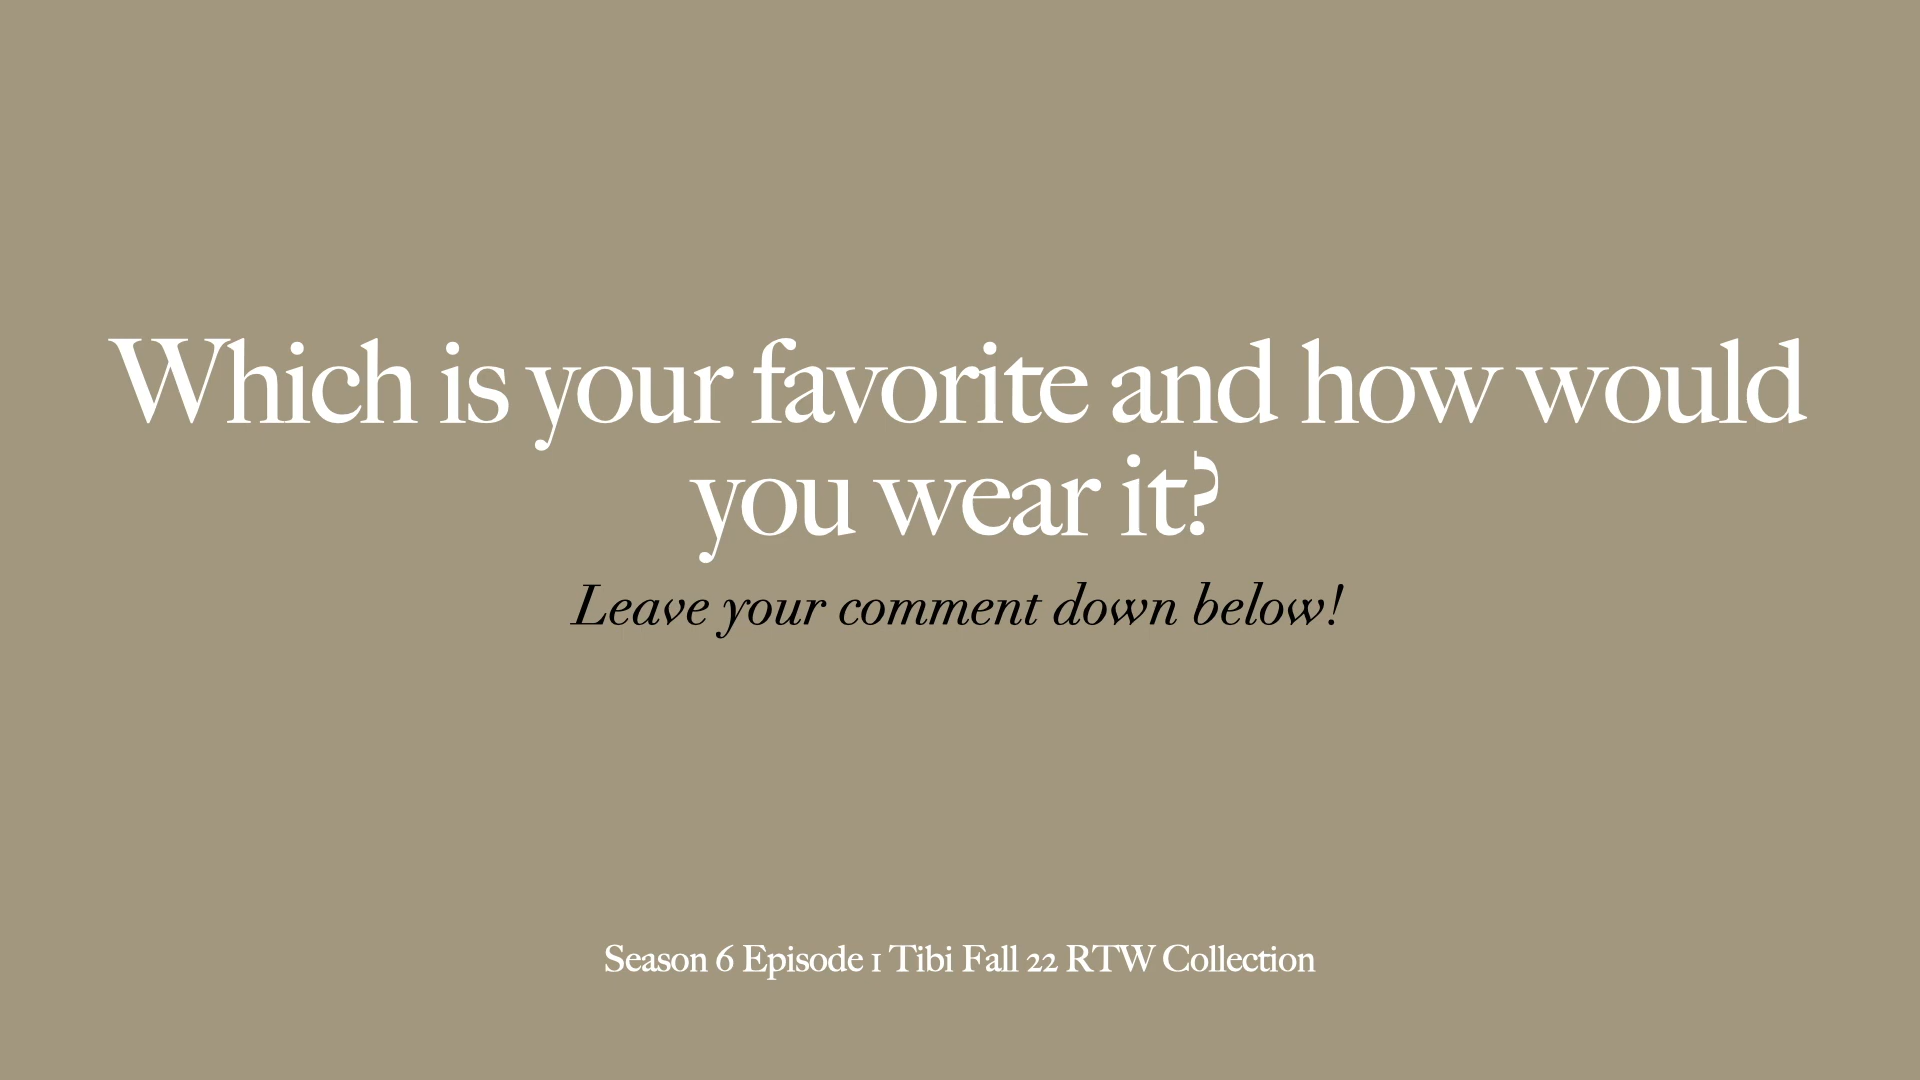 Which is your favorite and how would
you wear it?
Leave your comment down below!
Season 6 Episode 1 Tibi Fall 22 RTW Collection